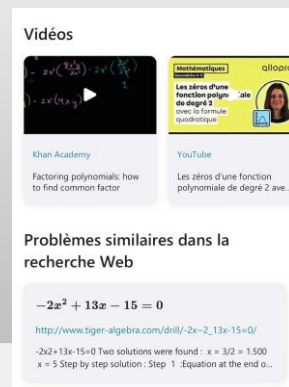 Vidéos
Mathématiques
alloprof
Les zéros d'une
fonction polyn ale
de degré 2
avec la formule
quadratique
Khan Academy
Factoring polynomials: how
to find common factor
YouTube
Les zéros d'une fonction
polynomiale de degré 2 ave...
Problèmes similaires dans la
recherche Web
−2x² + 13x − 15 = 0
http://www.tiger-algebra.com/drill/-2x~2_13x-15=0/
-2x2+13x-15=0 Two solutions were found : x = 3/2 = 1.500
x = 5 Step by step solution : Step 1 :Equation at the end o...